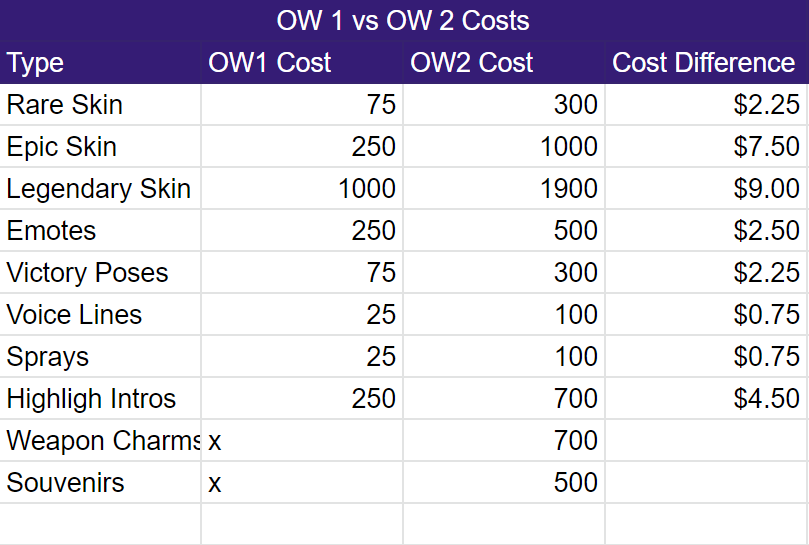 OW 1 vs OW 2 Costs
Type OW1 Cost OW2 Cost Cost Difference
Rare Skin 75 300 $2.25
Epic Skin 250 1000 $7.50
Legendary Skin 1000 1900 $9.00
Emotes 250 500 $2.50
Victory Poses 75 300 $2.25
Voice Lines 25 100 $0.75
Sprays 25 100 $0.75
Highligh Intros 250 700 $4.50
Weapon Charms x 700
Souvenirs x 500